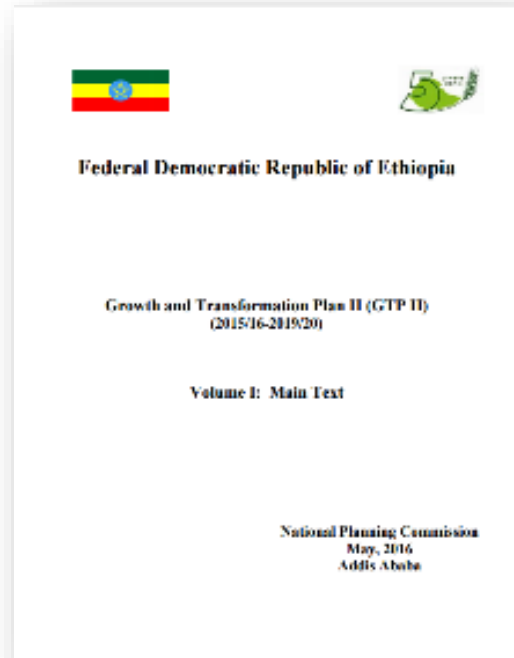 Federal Democratic Republic of Ethiopia
Growth and Transformation Plan II (GTP II)
(2015/16-2019/20)
Volume I: Main Text
National Planning Commission
May, 2016
Addis Ababa